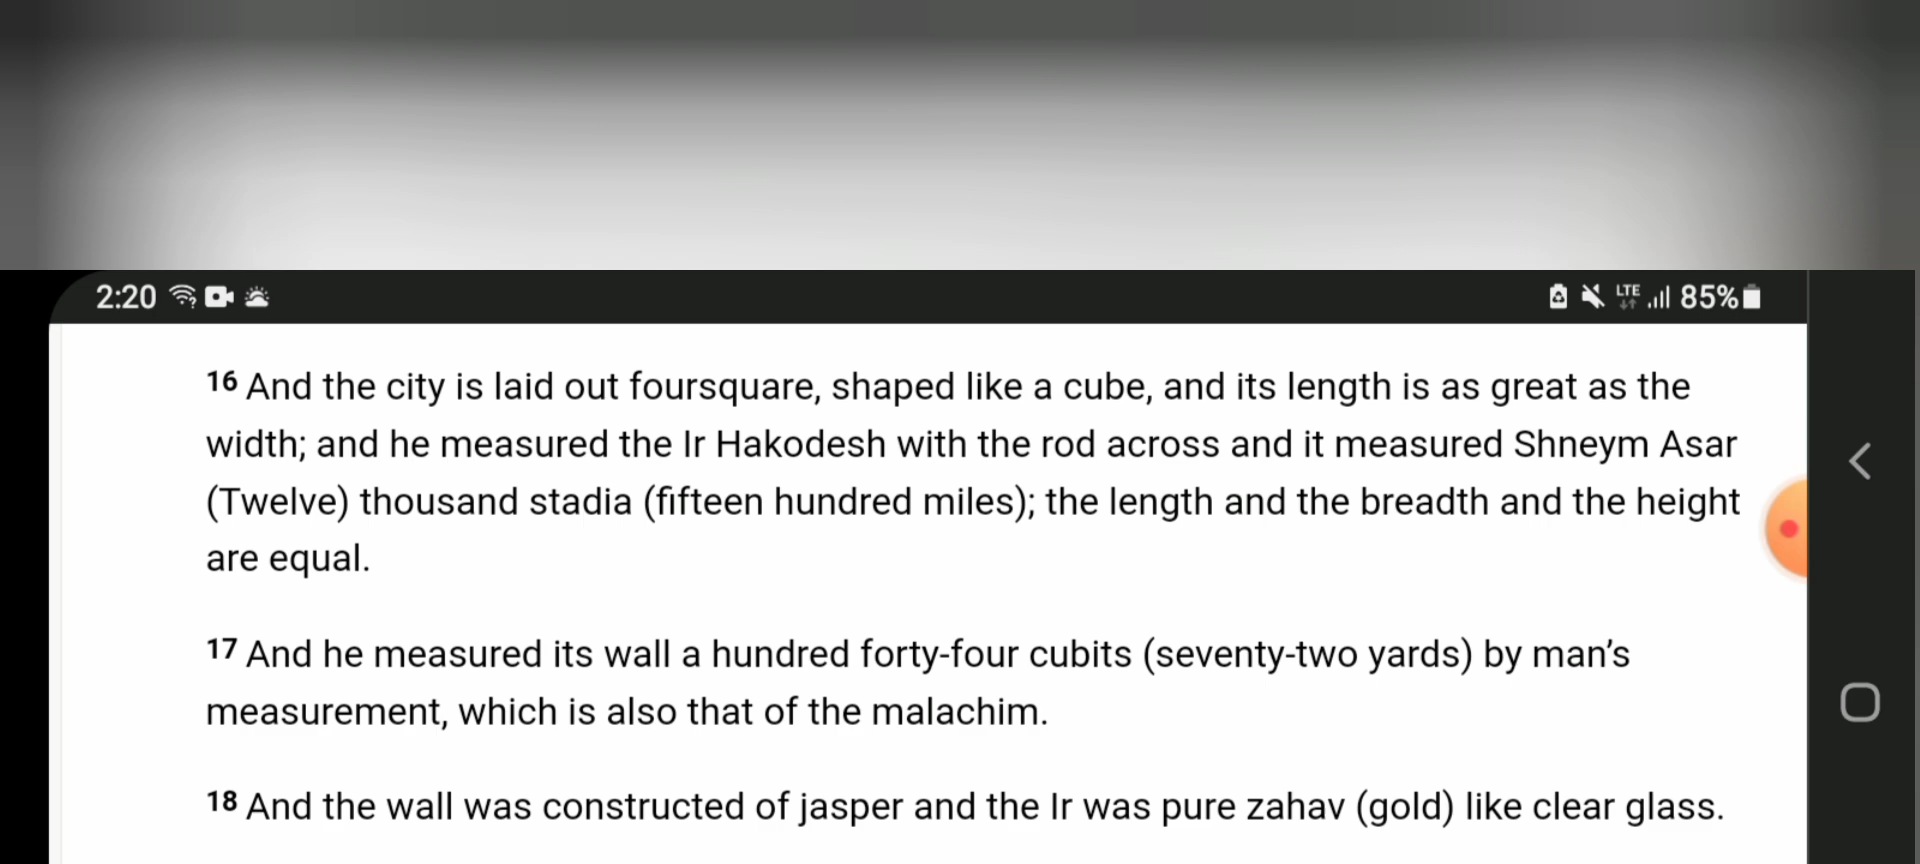 2:20
LTE 85%
16 And the city is laid out foursquare, shaped like a cube, and its length is as great as the
width; and he measured the Ir Hakodesh with the rod across and it measured Shneym Asar
(Twelve) thousand stadia (fifteen hundred miles); the length and the breadth and the height
are equal.
17 And he measured its wall a hundred forty-four cubits (seventy-two yards) by man’s
measurement, which is also that of the malachim.
18 And the wall was constructed of jasper and the Ir was pure zahav (gold) like clear glass.